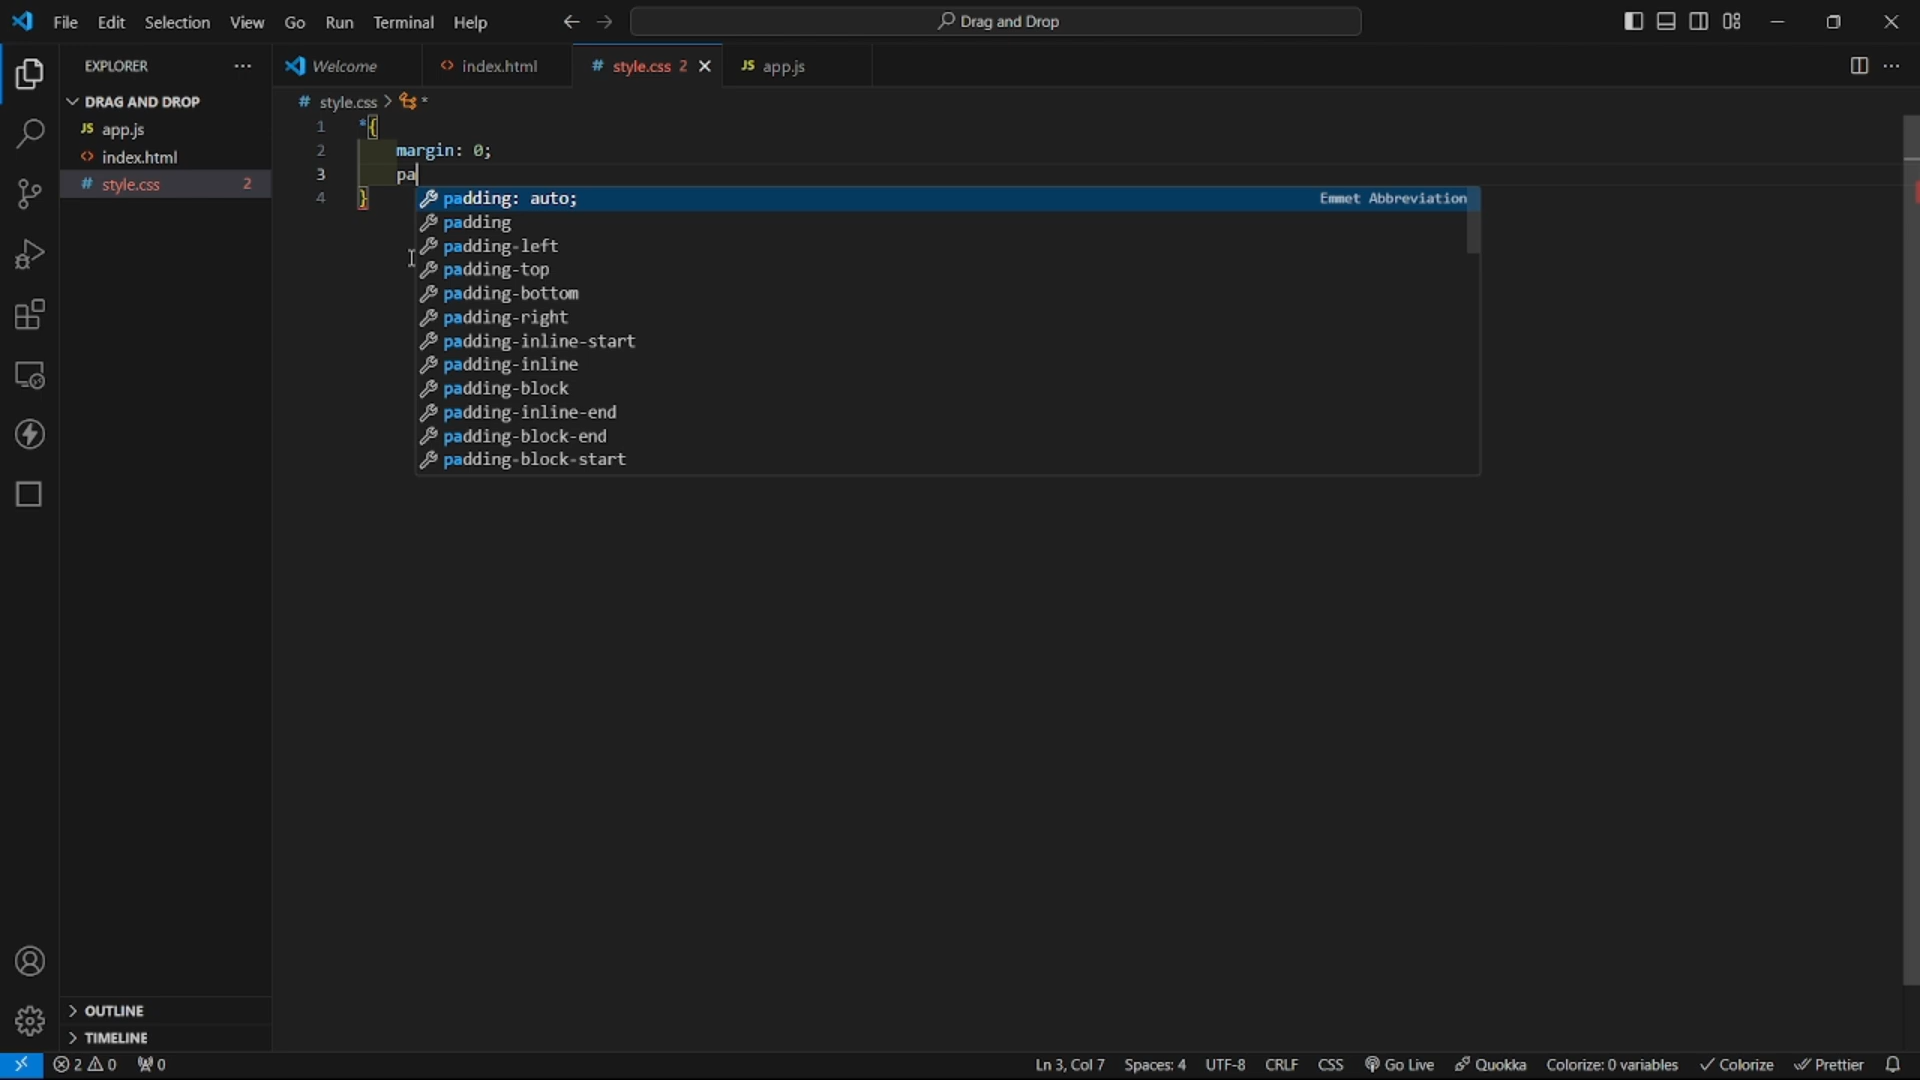 File Edit Selection View Go Run Terminal Help Drag and Drop
EXPLORER Welcome index.html style.css 2 app.js
DRAG AND DROP
app.js
index.html
style.css 2
style.css > *
1 *{
2 margin: 0;
3 pa
4 }
padding: auto; Emmet Abbreviation
padding
padding-left
padding-top
padding-bottom
padding-right
padding-inline-start
padding-inline
padding-block
padding-inline-end
padding-block-end
padding-block-start
OUTLINE
TIMELINE
2 0 0 Ln 3, Col 7 Spaces: 4 UTF-8 CRLF CSS Go Live Quokka Colorize: 0 variables Colorize Prettier